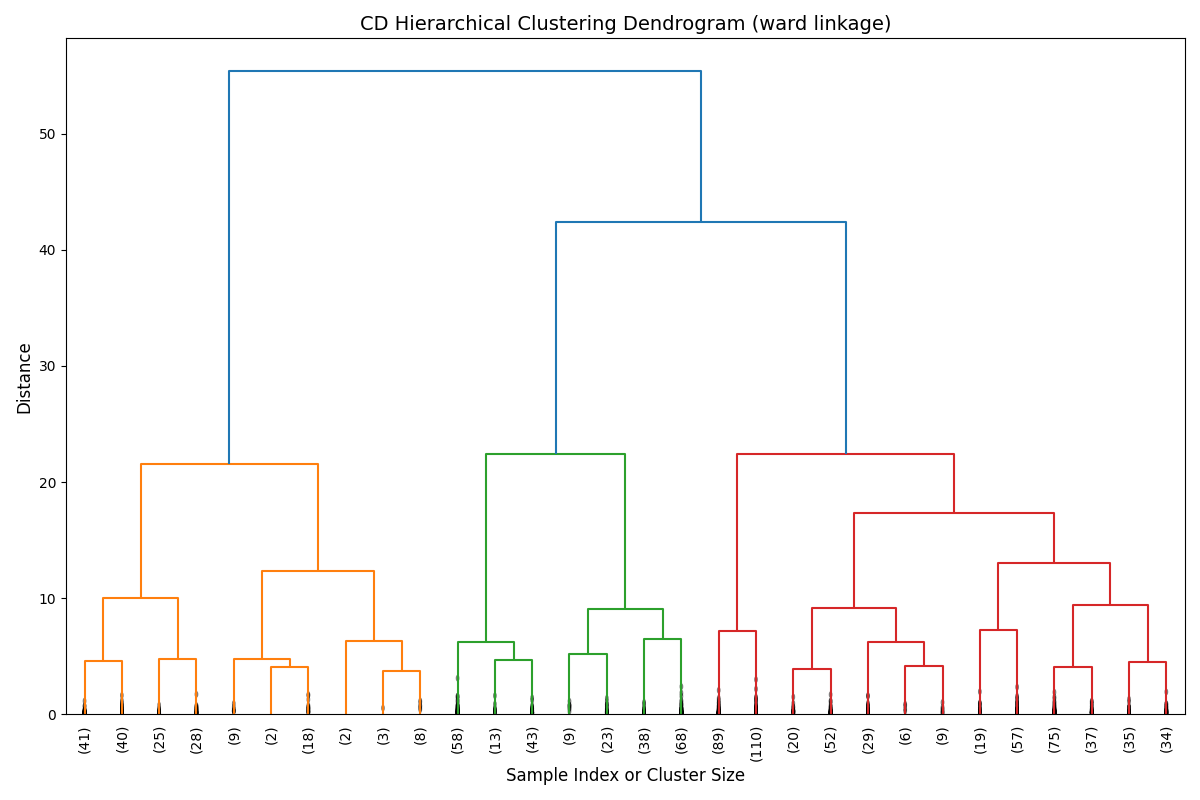 CD Hierarchical Clustering Dendrogram (ward linkage)
Distance
50
40
30
20
10
0
(41) (40) (25) (28) (9) (2) (18) (2) (3) (8) (58) (13) (43) (9) (23) (38) (68) (89) (110) (20) (52) (29) (6) (9) (19) (57) (75) (37) (35) (34)
Sample Index or Cluster Size